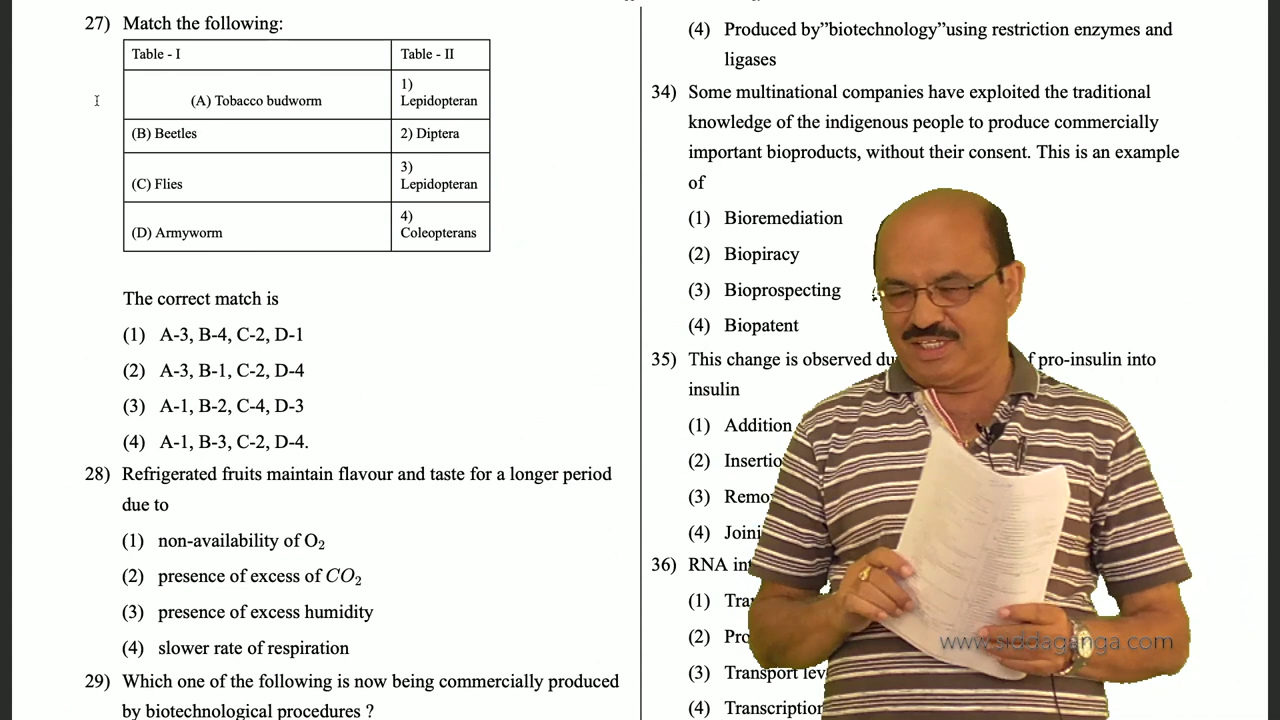 27) Match the following:
Table - I
Table - II
(A) Tobacco budworm
1)
Lepidopteran
(B) Beetles
2) Diptera
(C) Flies
3)
Lepidopteran
(D) Armyworm
4)
Coleopterans
The correct match is
(1) A-3, B-4, C-2, D-1
(2) A-3, B-1, C-2, D-4
(3) A-1, B-2, C-4, D-3
(4) A-1, B-3, C-2, D-4.
28) Refrigerated fruits maintain flavour and taste for a longer period
due to
(1) non-availability of O₂
(2) presence of excess of CO₂
(3) presence of excess humidity
(4) slower rate of respiration
29) Which one of the following is now being commercially produced
by biotechnological procedures ?
(4) Produced by”biotechnology”using restriction enzymes and
ligases
34) Some multinational companies have exploited the traditional
knowledge of the indigenous people to produce commercially
important bioproducts, without their consent. This is an example
of
(1) Bioremediation
(2) Biopiracy
(3) Bioprospecting
(4) Biopatent
35) This change is observed of pro-insulin into
insulin
(1) Addition
(2)
(3)
(4)
36) RNA
(1)
(2)
(3) Transport
(4) Transcription
www.siddaganga.com